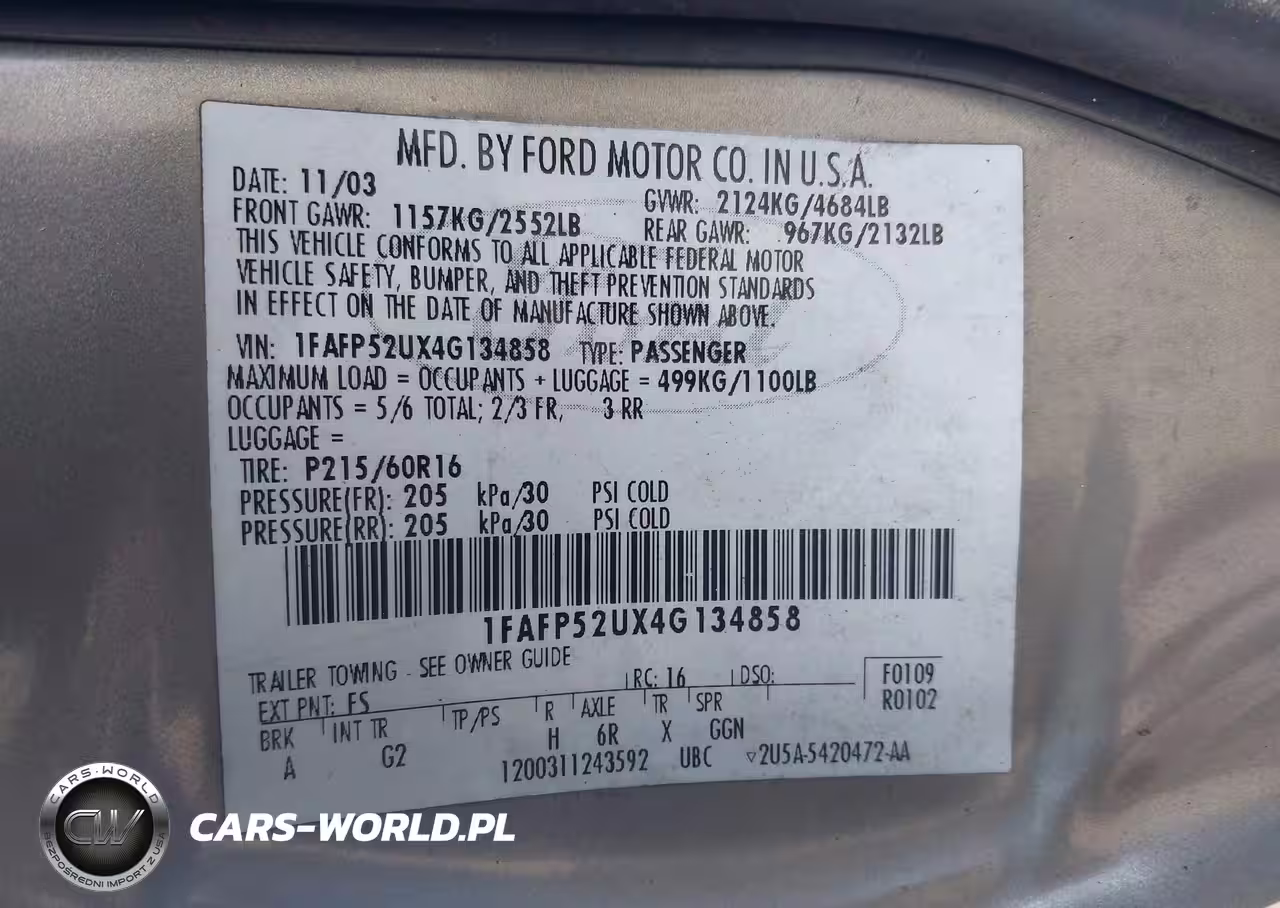 MFD. BY FORD MOTOR CO. IN U.S.A.
DATE: 11/03 GVWR: 2124KG/4684LB
FRONT GAWR: 1157KG/2552LB REAR GAWR: 967KG/2132LB
THIS VEHICLE CONFORMS TO ALL APPLICABLE FEDERAL MOTOR
VEHICLE SAFETY, BUMPER, AND THEFT PREVENTION STANDARDS
IN EFFECT ON THE DATE OF MANUFACTURE SHOWN ABOVE.
VIN: 1FAFP52UX4G134858 TYPE: PASSENGER
MAXIMUM LOAD = OCCUPANTS + LUGGAGE = 499KG/1100LB
OCCUPANTS = 5/6 TOTAL; 2/3 FR, 3 RR
LUGGAGE =
TIRE: P215/60R16
PRESSURE(FR): 205 kPa/30 PSI COLD
PRESSURE(RR): 205 kPa/30 PSI COLD
1FAFP52UX4G134858
TRAILER TOWING - SEE OWNER GUIDE
EXT PNT: FS RC: 16 DSO: F0109
R0102
BRK INT TR TP/PS R AXLE TR SPR
A G2 H 6R X GGN
1200311243592 UBC ▽2U5A-5420472-AA
CARS-WORLD
CW
BEZPOŚREDNI IMPORT Z USA
CARS-WORLD.PL